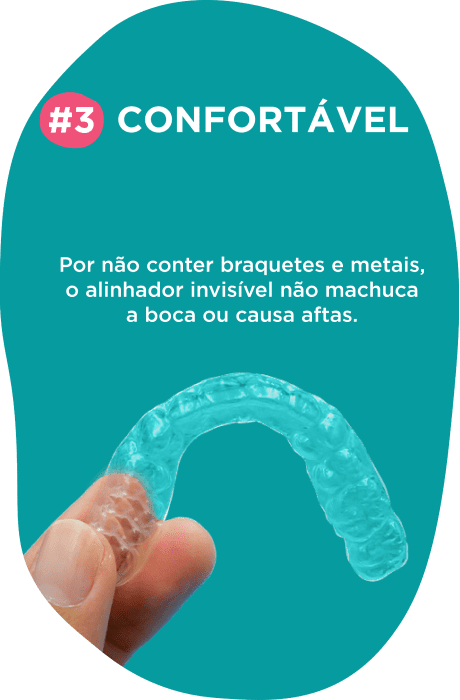 #3 CONFORTÁVEL
Por não conter braquetes e metais,
o alinhador invisível não machuca
a boca ou causa aftas.